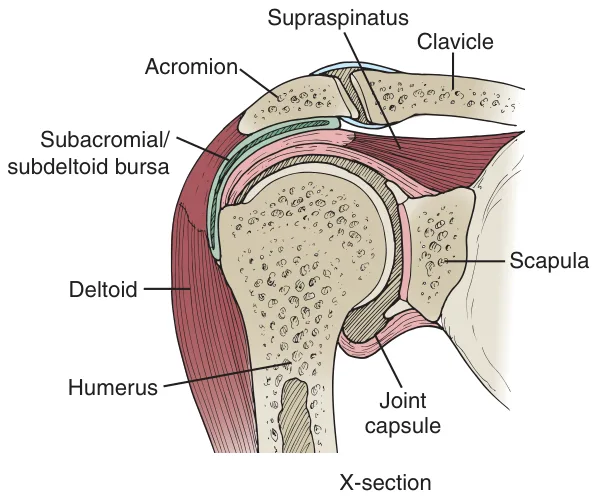 Supraspinatus
Clavicle
Acromion
Subacromial/
subdeltoid bursa
Scapula
Deltoid
Humerus
Joint
capsule
X-section